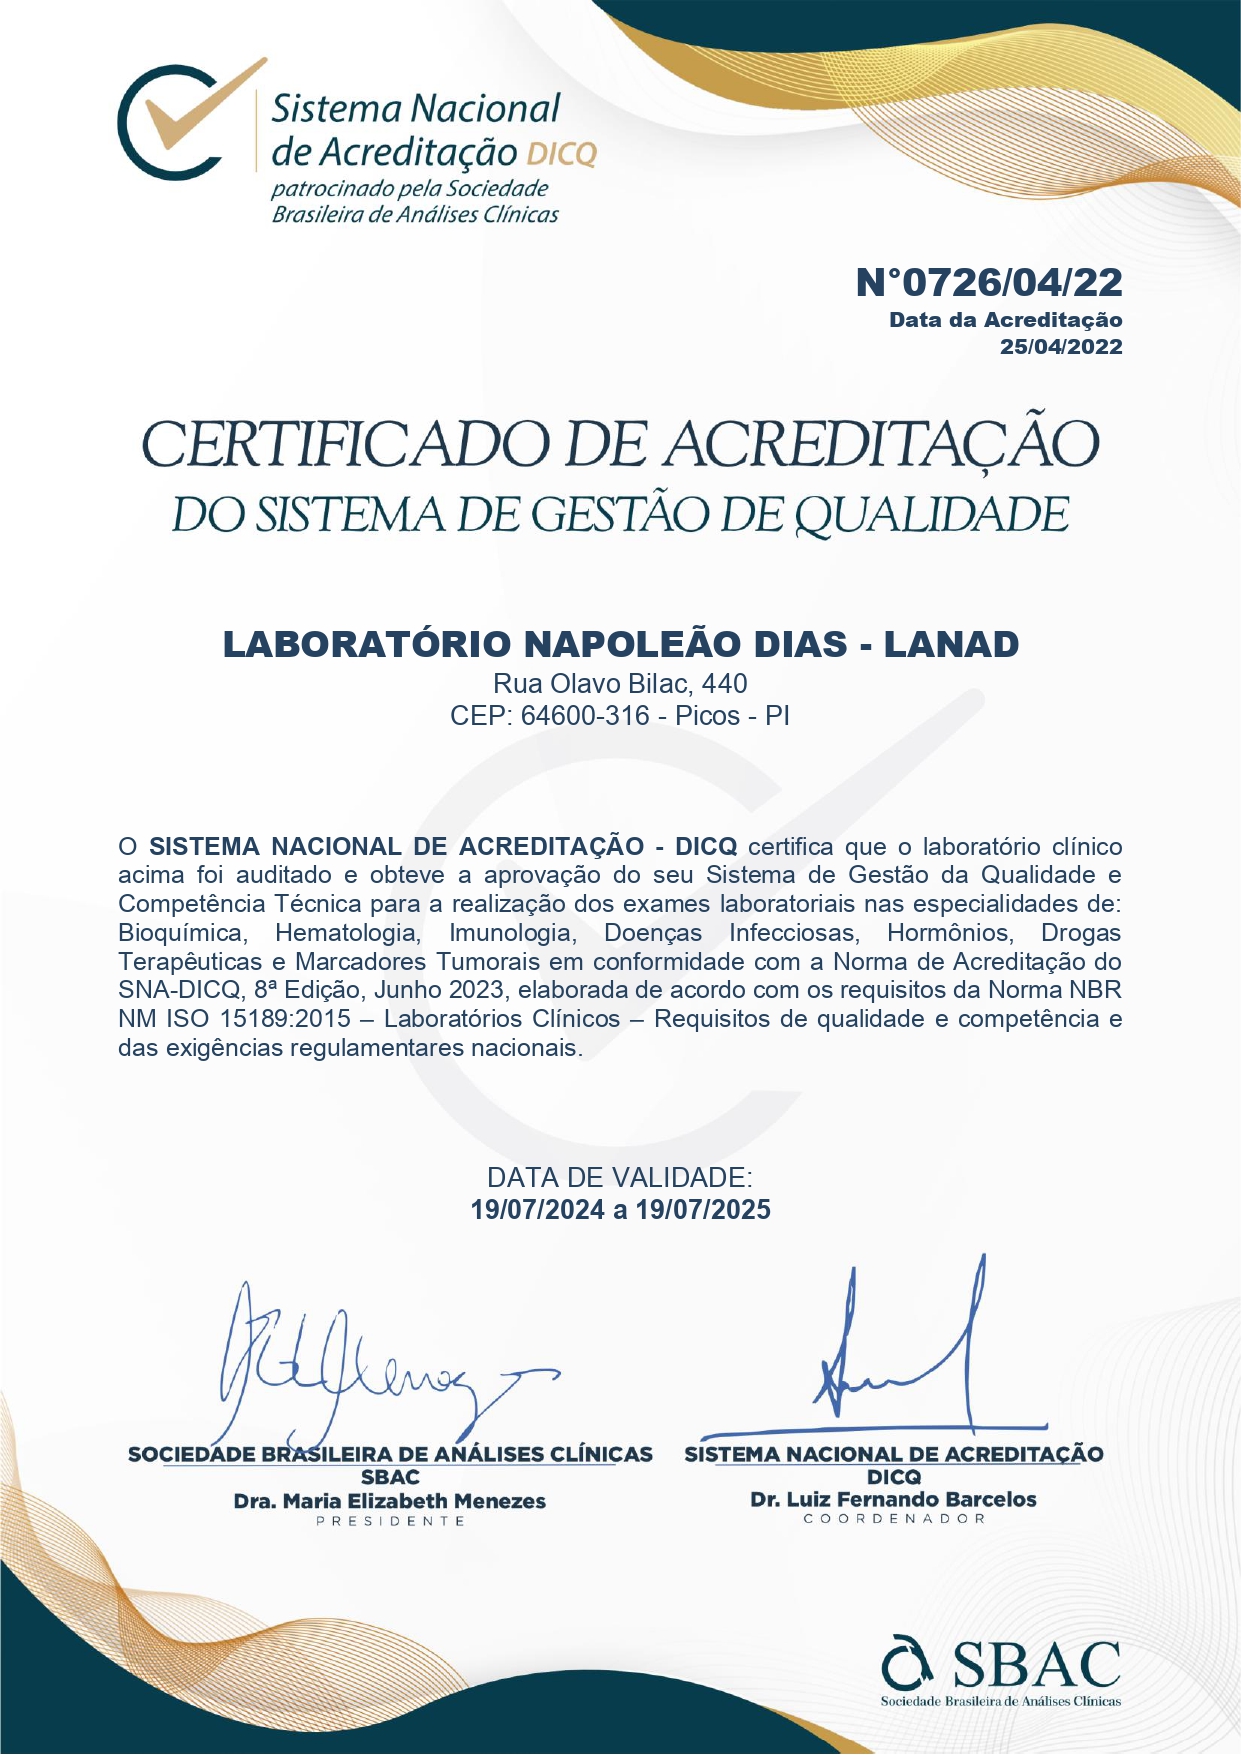 Sistema Nacional
de Acreditação DICQ
patrocinado pela Sociedade
Brasileira de Análises Clínicas
N°0726/04/22
Data da Acreditação
25/04/2022
CERTIFICADO DE ACREDITAÇÃO
DO SISTEMA DE GESTÃO DE QUALIDADE
LABORATÓRIO NAPOLEÃO DIAS - LANAD
Rua Olavo Bilac, 440
CEP: 64600-316 - Picos - PI
O SISTEMA NACIONAL DE ACREDITAÇÃO - DICQ certifica que o laboratório clínico
acima foi auditado e obteve a aprovação do seu Sistema de Gestão da Qualidade e
Competência Técnica para a realização dos exames laboratoriais nas especialidades de:
Bioquímica, Hematologia, Imunologia, Doenças Infecciosas, Hormônios, Drogas
Terapêuticas e Marcadores Tumorais em conformidade com a Norma de Acreditação do
SNA-DICQ, 8ª Edição, Junho 2023, elaborada de acordo com os requisitos da Norma NBR
NM ISO 15189:2015 – Laboratórios Clínicos – Requisitos de qualidade e competência e
das exigências regulamentares nacionais.
DATA DE VALIDADE:
19/07/2024 a 19/07/2025
SOCIEDADE BRASILEIRA DE ANÁLISES CLÍNICAS
SBAC
Dra. Maria Elizabeth Menezes
PRESIDENTE
SISTEMA NACIONAL DE ACREDITAÇÃO
DICQ
Dr. Luiz Fernando Barcelos
COORDENADOR
SBAC
Sociedade Brasileira de Análises Clínicas